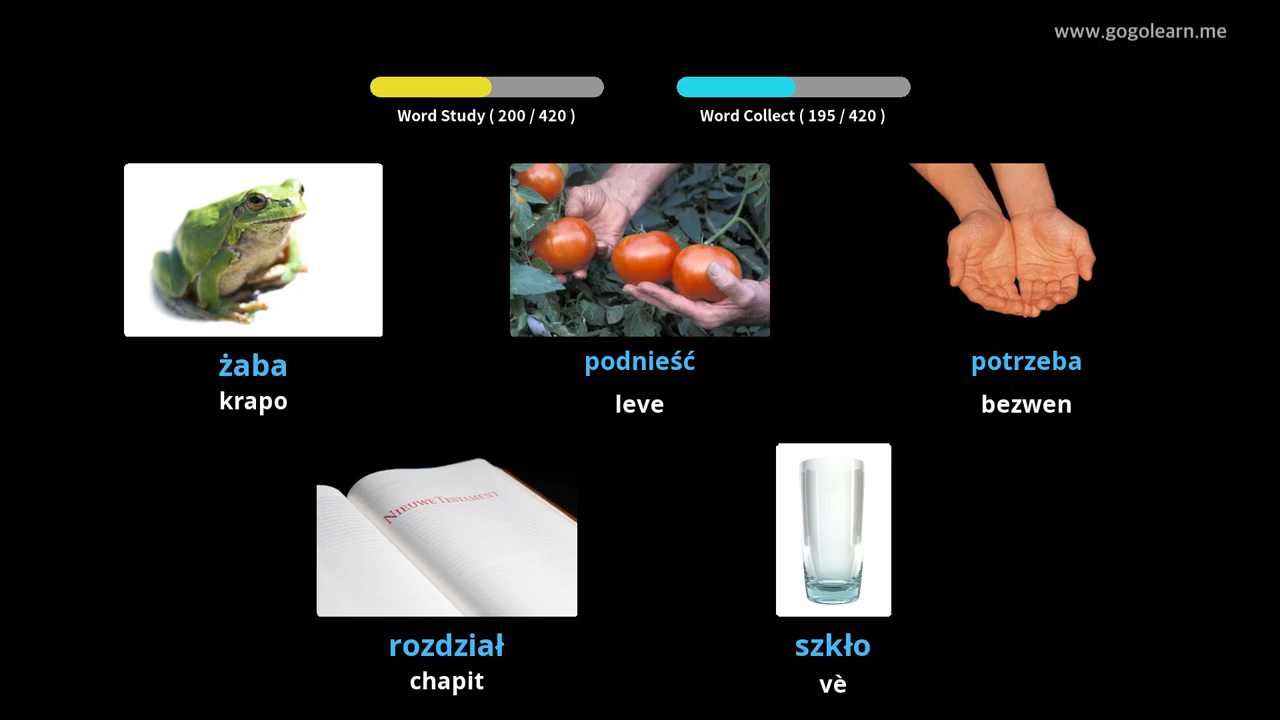 www.gogolearn.me
Word Study ( 200 / 420 )
Word Collect ( 195 / 420 )
żaba
krapo
podnieść
leve
potrzeba
bezwen
NIEUWE TESTAMENT
rozdział
chapit
szkło
vè